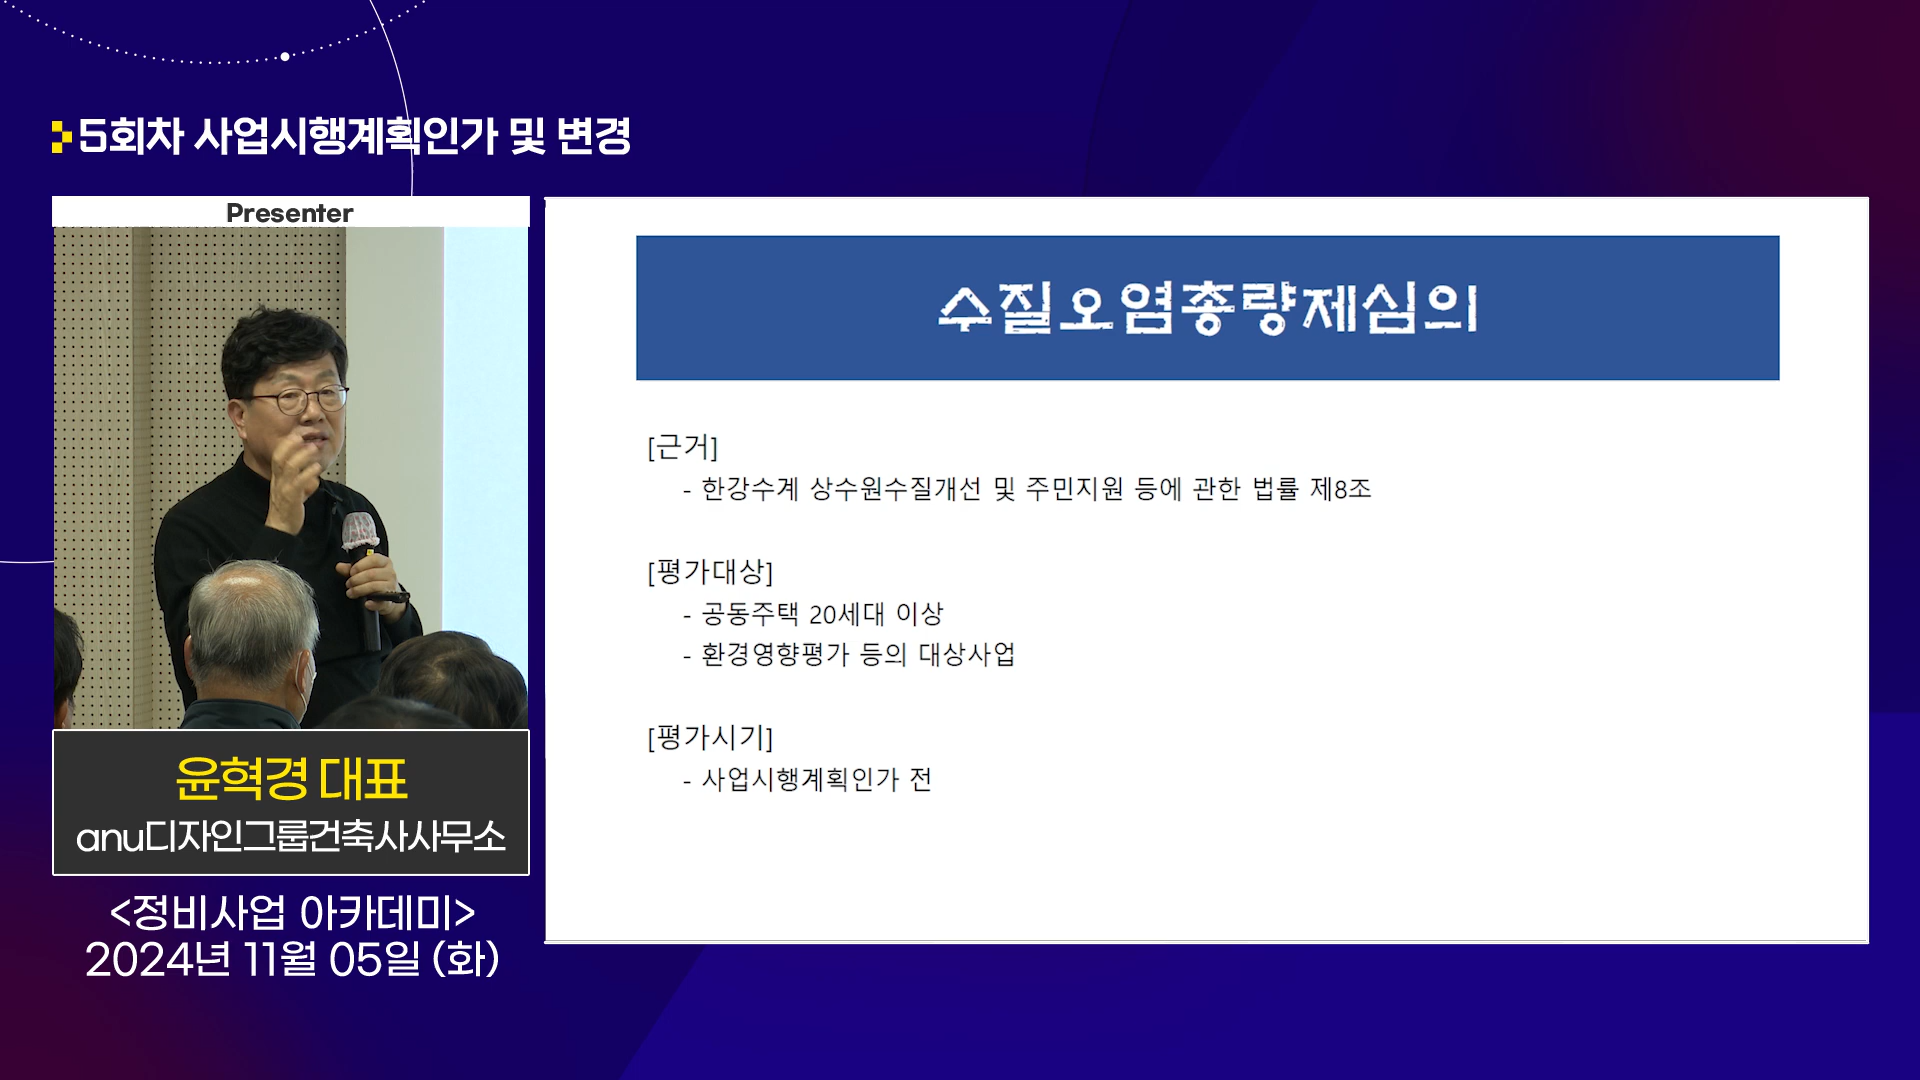 5회차 사업시행계획인가 및 변경
Presenter
윤혁경 대표
anu디자인그룹건축사사무소
<정비사업 아카데미>
2024년 11월 05일 (화)
수질오염총량제심의
[근거]
- 한강수계 상수원수질개선 및 주민지원 등에 관한 법률 제8조
[평가대상]
- 공동주택 20세대 이상
- 환경영향평가 등의 대상사업
[평가시기]
- 사업시행계획인가 전